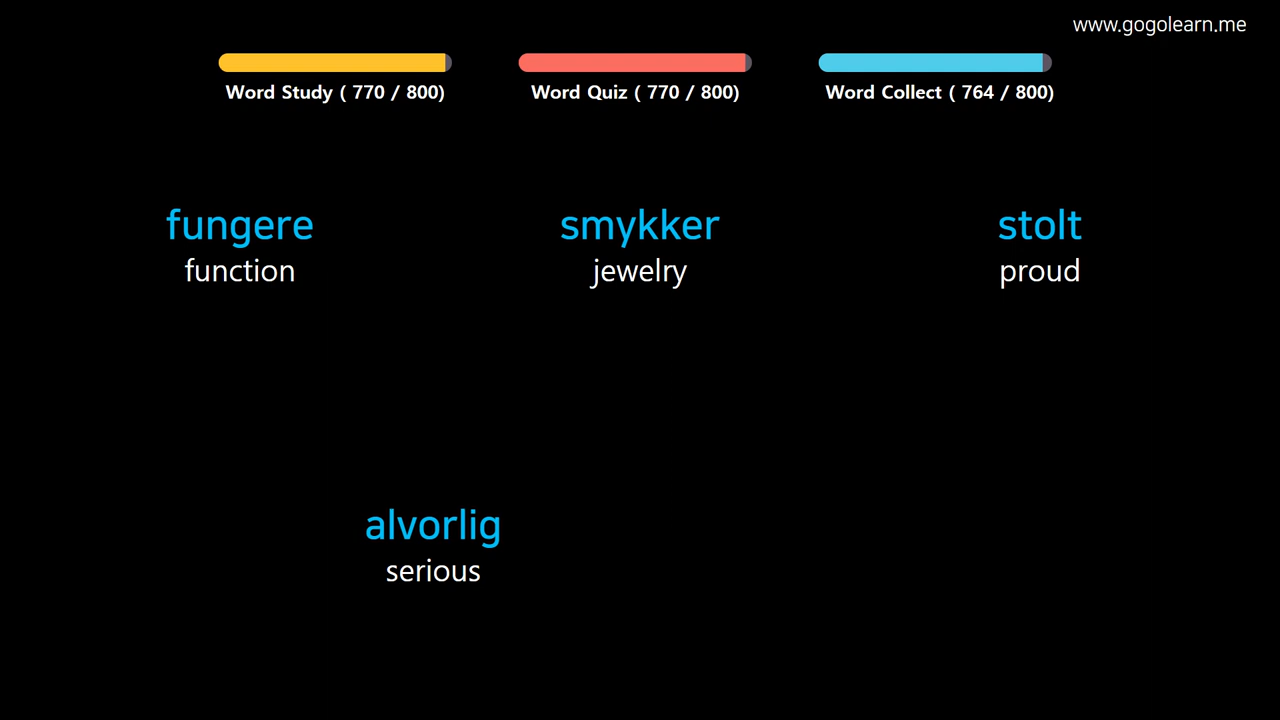 www.gogolearn.me
Word Study ( 770 / 800)
Word Quiz ( 770 / 800)
Word Collect ( 764 / 800)
fungere
function
smykker
jewelry
stolt
proud
alvorlig
serious